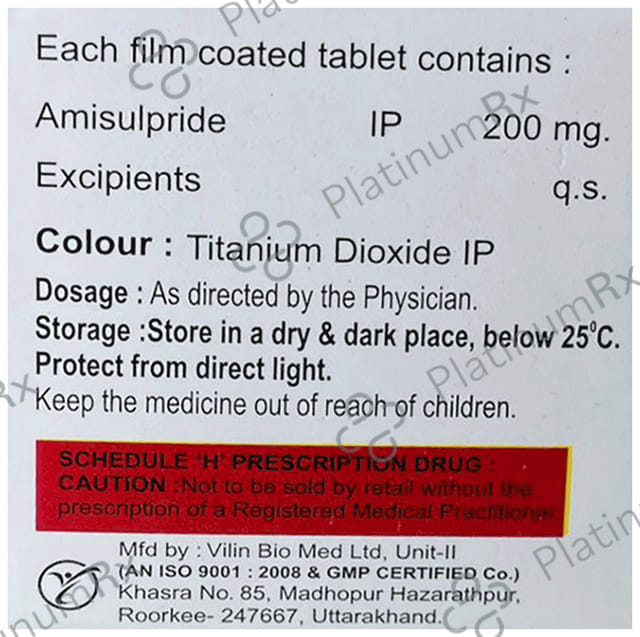 Each film coated tablet contains :
Amisulpride IP 200 mg.
Excipients q.s.
Colour : Titanium Dioxide IP
Dosage : As directed by the Physician.
Storage :Store in a dry & dark place, below 25°C.
Protect from direct light.
Keep the medicine out of reach of children.
SCHEDULE 'H' PRESCRIPTION DRUG :
CAUTION :Not to be sold by retail without the
prescription of a Registered Medical Practitioner.
Mfd by : Vilin Bio Med Ltd, Unit-II
(AN ISO 9001 : 2008 & GMP CERTIFIED Co.)
Khasra No. 85, Madhopur Hazarathpur,
Roorkee- 247667, Uttarakhand.
PlatinumRx
PlatinumRx
PlatinumRx